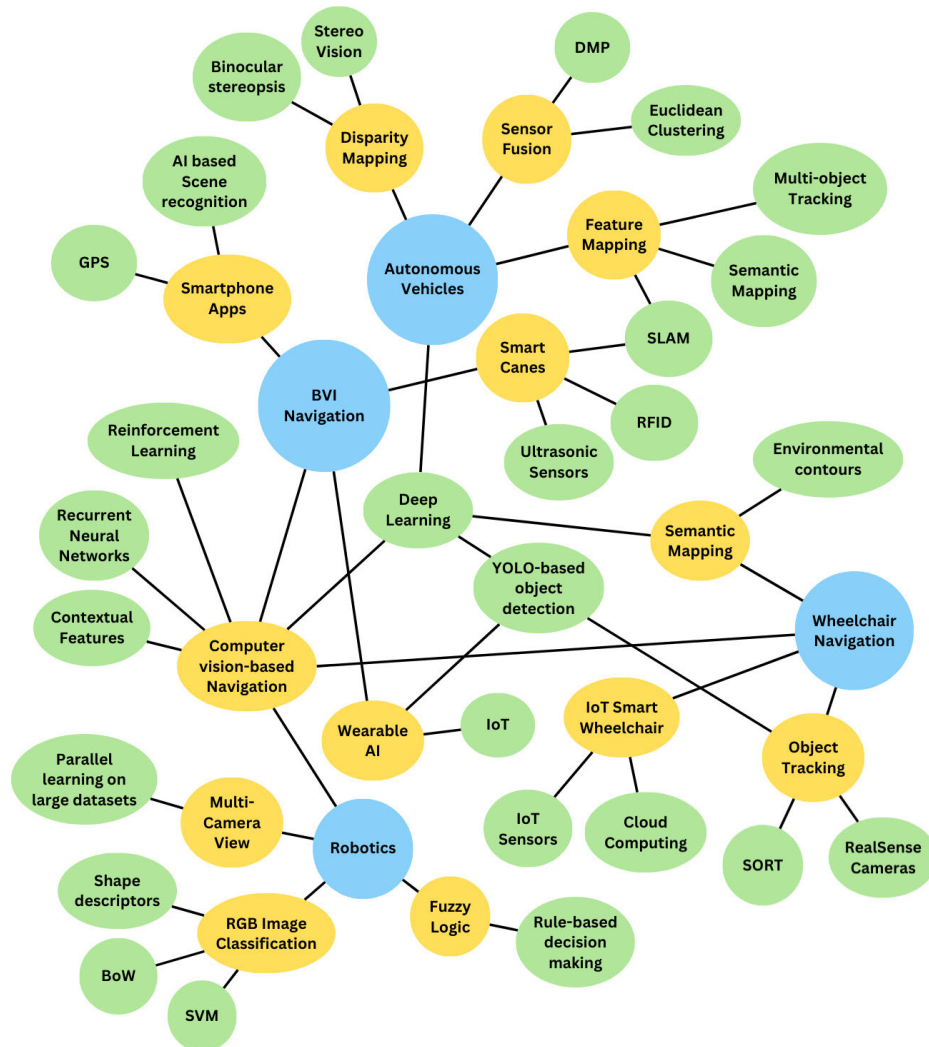 Stereo
Vision
DMP
Binocular
stereopsis
Euclidean
Clustering
Sensor
Fusion
Disparity
Mapping
AI based
Scene
recognition
Multi-object
Tracking
Feature
Mapping
GPS
Autonomous
Vehicles
Semantic
Mapping
Smartphone
Apps
SLAM
Smart
Canes
BVI
Navigation
RFID
Reinforcement
Learning
Ultrasonic
Sensors
Environmental
contours
Deep
Learning
Recurrent
Neural
Networks
Semantic
Mapping
YOLO-based
object
detection
Contextual
Features
Wheelchair
Navigation
Computer
vision-based
Navigation
IoT Smart
Wheelchair
Wearable
AI
IoT
Object
Tracking
Parallel
learning on
large datasets
Multi-
Camera
View
IoT
Sensors
Cloud
Computing
Robotics
SORT
RealSense
Cameras
Shape
descriptors
RGB Image
Classification
Fuzzy
Logic
Rule-based
decision
making
BoW
SVM